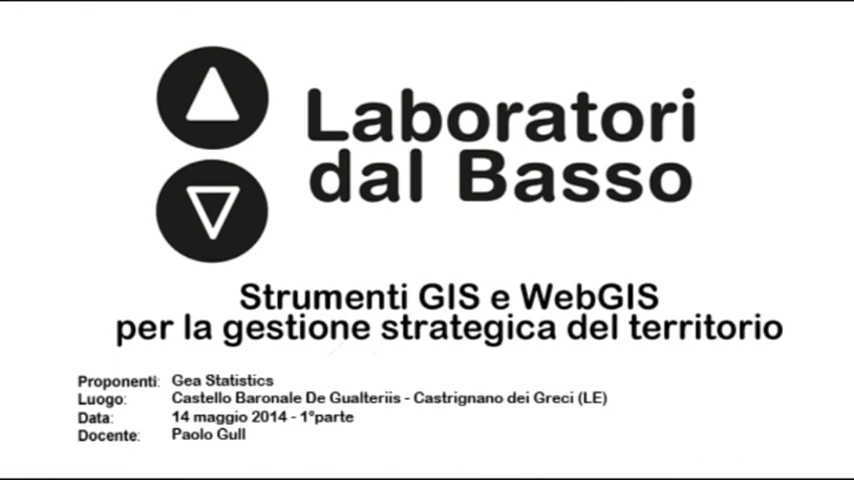 Laboratori
dal Basso
Strumenti GIS e WebGIS
per la gestione strategica del territorio
Proponenti: Gea Statistics
Luogo: Castello Baronale De Gualteriis - Castrignano dei Greci (LE)
Data: 14 maggio 2014 - 1°parte
Docente: Paolo Gull